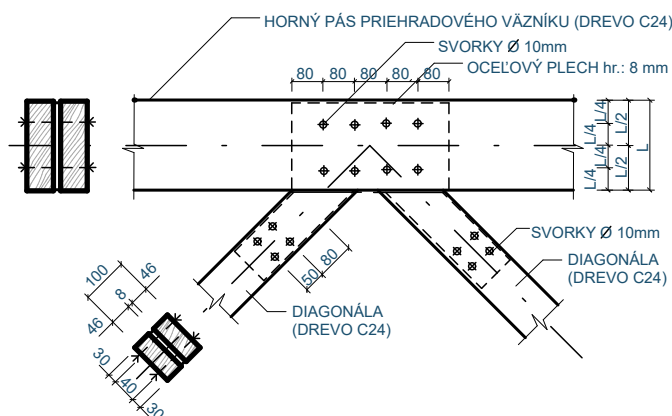 HORNÝ PÁS PRIEHRADOVÉHO VÄZNÍKU (DREVO C24)
SVORKY Ø 10mm
OCEĽOVÝ PLECH hr.: 8 mm
80 80 80 80 80
L/4
L/4
L/4
L/4
L/2
L/2
L
SVORKY Ø 10mm
DIAGONÁLA
(DREVO C24)
50
80
DIAGONÁLA
(DREVO C24)
100
46
8
46
30
40
30